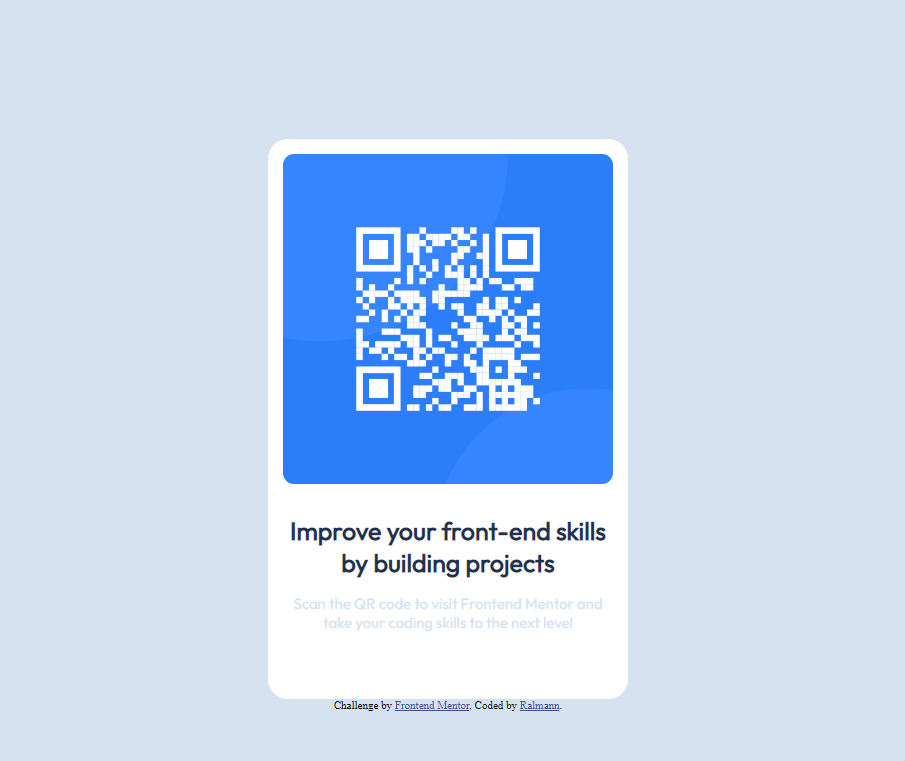 Improve your front-end skills
by building projects
Scan the QR code to visit Frontend Mentor and
take your coding skills to the next level
Challenge by Frontend Mentor. Coded by Ralmann.